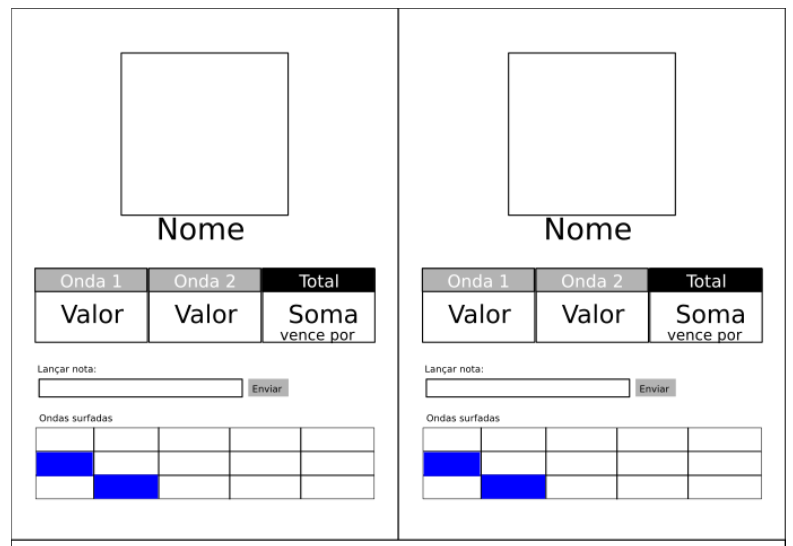 Nome
Onda 1 Onda 2 Total
Valor Valor Soma
vence por
Lançar nota:
Enviar
Ondas surfadas
Nome
Onda 1 Onda 2 Total
Valor Valor Soma
vence por
Lançar nota:
Enviar
Ondas surfadas